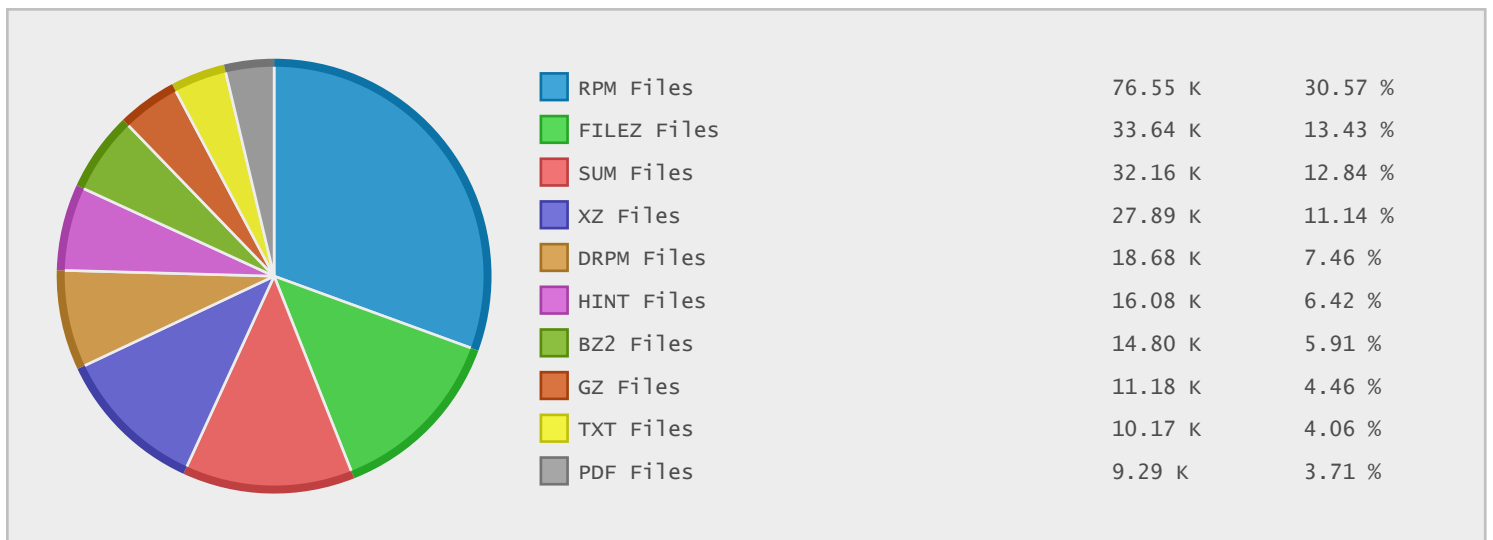 RPM Files 76.55 K 30.57 %
FILEZ Files 33.64 K 13.43 %
SUM Files 32.16 K 12.84 %
XZ Files 27.89 K 11.14 %
DRPM Files 18.68 K 7.46 %
HINT Files 16.08 K 6.42 %
BZ2 Files 14.80 K 5.91 %
GZ Files 11.18 K 4.46 %
TXT Files 10.17 K 4.06 %
PDF Files 9.29 K 3.71 %